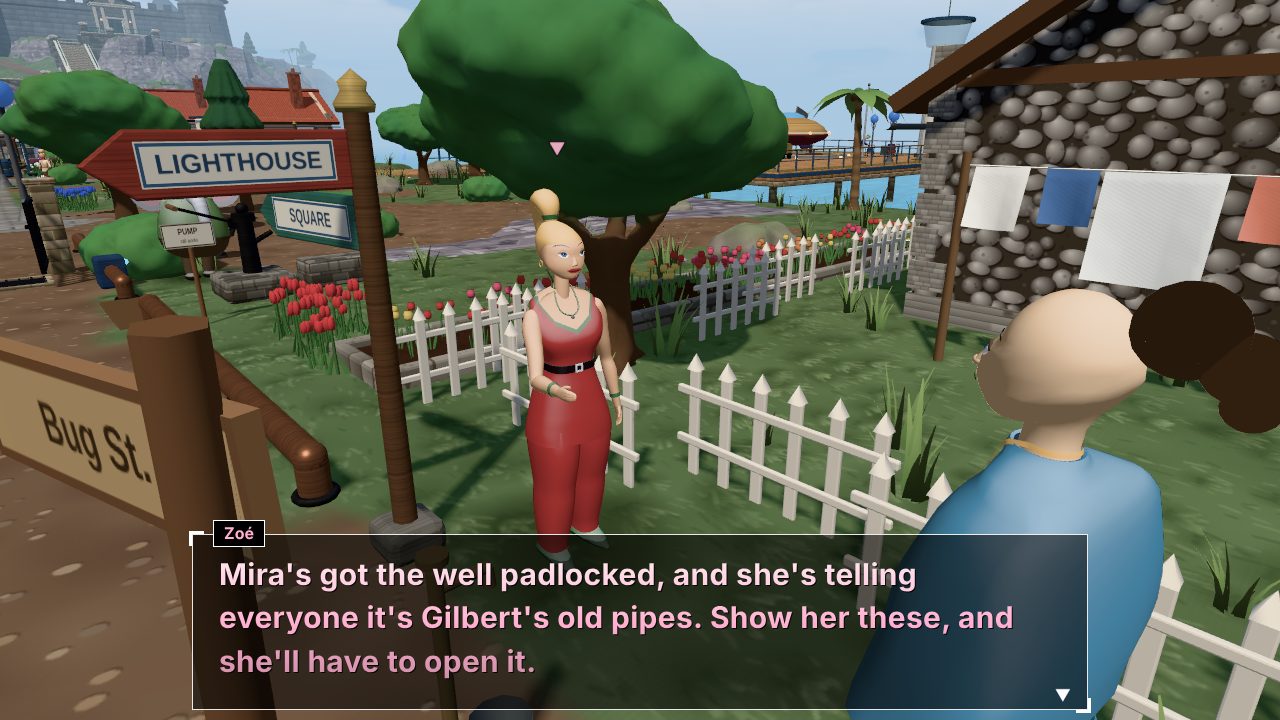 LIGHTHOUSE
SQUARE
PUMP
Bug St.
Zoé
Mira's got the well padlocked, and she's telling
everyone it's Gilbert's old pipes. Show her these, and
she'll have to open it.